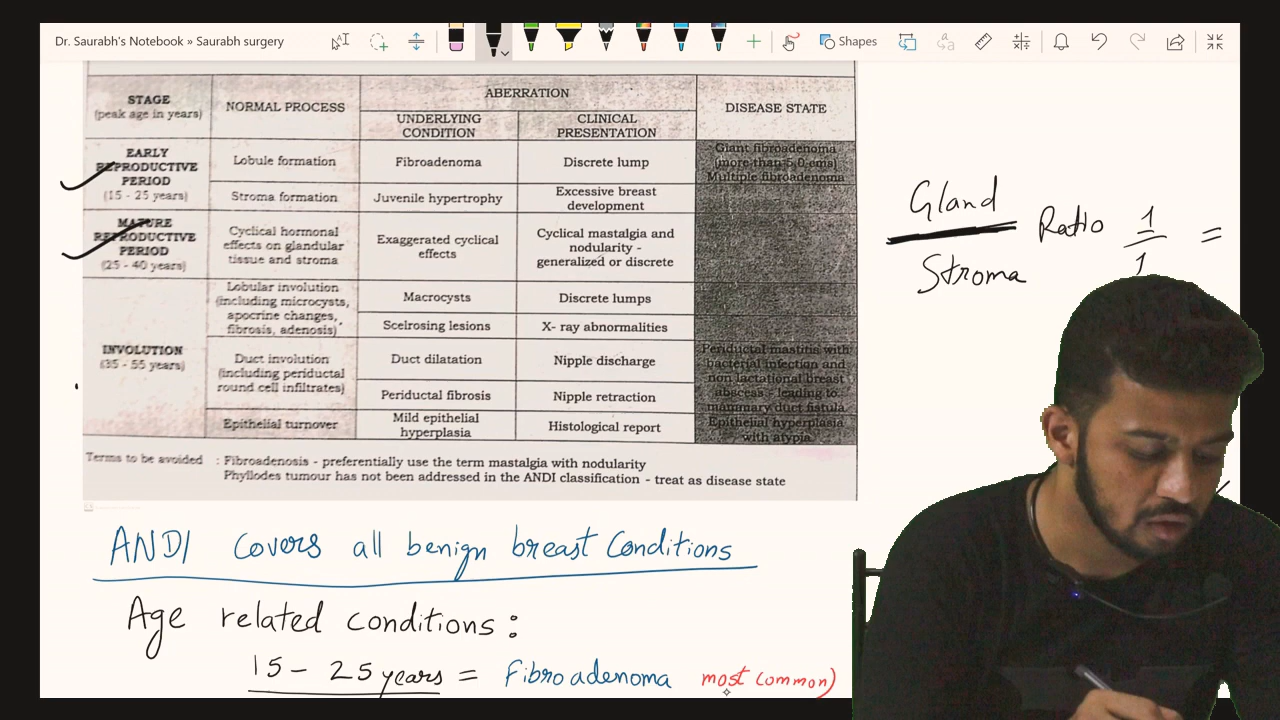 Dr. Saurabh's Notebook » Saurabh surgery
Shapes
STAGE
(peak age in years)
NORMAL PROCESS
ABERRATION
UNDERLYING
CONDITION
CLINICAL
PRESENTATION
DISEASE STATE
EARLY
REPRODUCTIVE
PERIOD
(15 - 25 years)
Lobule formation
Fibroadenoma
Discrete lump
Giant fibroadenoma
(more than 5.0 cms)
Multiple fibroadenoma
Stroma formation
Juvenile hypertrophy
Excessive breast
development
MATURE
REPRODUCTIVE
PERIOD
(25 - 40 years)
Cyclical hormonal
effects on glandular
tissue and stroma
Exaggerated cyclical
effects
Cyclical mastalgia and
nodularity -
generalized or discrete
INVOLUTION
(35 - 55 years)
Lobular involution
(including microcysts,
apocrine changes,
fibrosis, adenosis)
Macrocysts
Discrete lumps
Scelrosing lesions
X- ray abnormalities
Duct involution
(including periductal
round cell infiltrates)
Duct dilatation
Nipple discharge
Periductal fibrosis
Nipple retraction
Periductal mastitis with
bacterial infection and
non lactational breast
abscess - leading to
mammary duct fistula
Epithelial turnover
Mild epithelial
hyperplasia
Histological report
Epithelial hyperplasia
with atypia
Terms to be avoided : Fibroadenosis - preferentially use the term mastalgia with nodularity
Phyllodes tumour has not been addressed in the ANDI classification - treat as disease state
Gland
Stroma
Ratio 1/1 =
ANDI Covers all benign breast Conditions
Age related conditions:
15 - 25 years = Fibroadenoma most common)